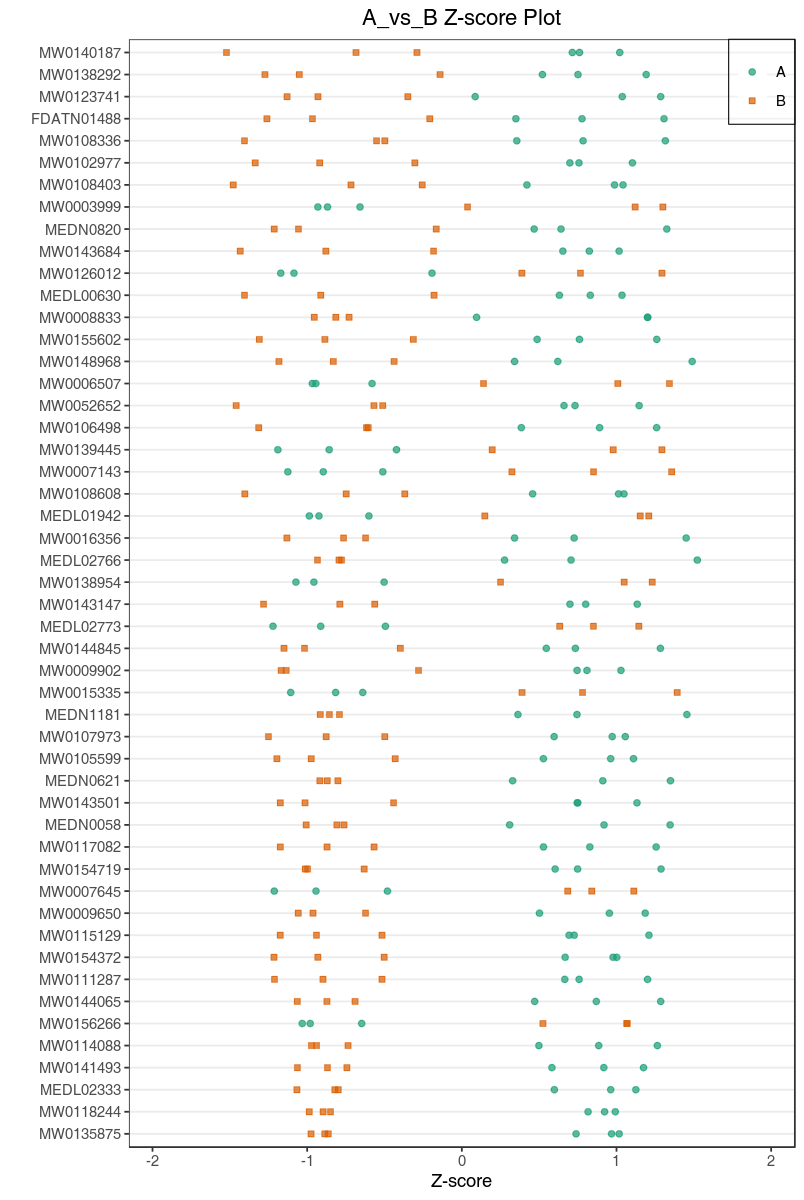 A_vs_B Z-score Plot
MW0140187
MW0138292
MW0123741
FDATN01488
MW0108336
MW0102977
MW0108403
MW0003999
MEDN0820
MW0143684
MW0126012
MEDL00630
MW0008833
MW0155602
MW0148968
MW0006507
MW0052652
MW0106498
MW0139445
MW0007143
MW0108608
MEDL01942
MW0016356
MEDL02766
MW0138954
MW0143147
MEDL02773
MW0144845
MW0009902
MW0015335
MEDN1181
MW0107973
MW0105599
MEDN0621
MW0143501
MEDN0058
MW0117082
MW0154719
MW0007645
MW0009650
MW0115129
MW0154372
MW0111287
MW0144065
MW0156266
MW0114088
MW0141493
MEDL02333
MW0118244
MW0135875
A
B
-2 -1 0 1 2
Z-score